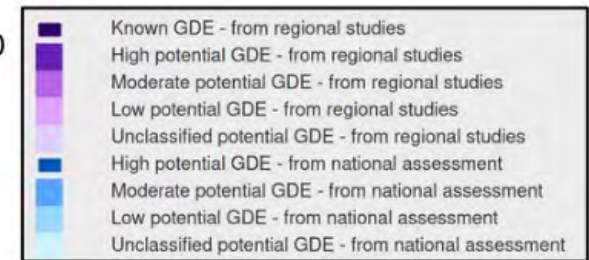 Known GDE - from regional studies
High potential GDE - from regional studies
Moderate potential GDE - from regional studies
Low potential GDE - from regional studies
Unclassified potential GDE - from regional studies
High potential GDE - from national assessment
Moderate potential GDE - from national assessment
Low potential GDE - from national assessment
Unclassified potential GDE - from national assessment